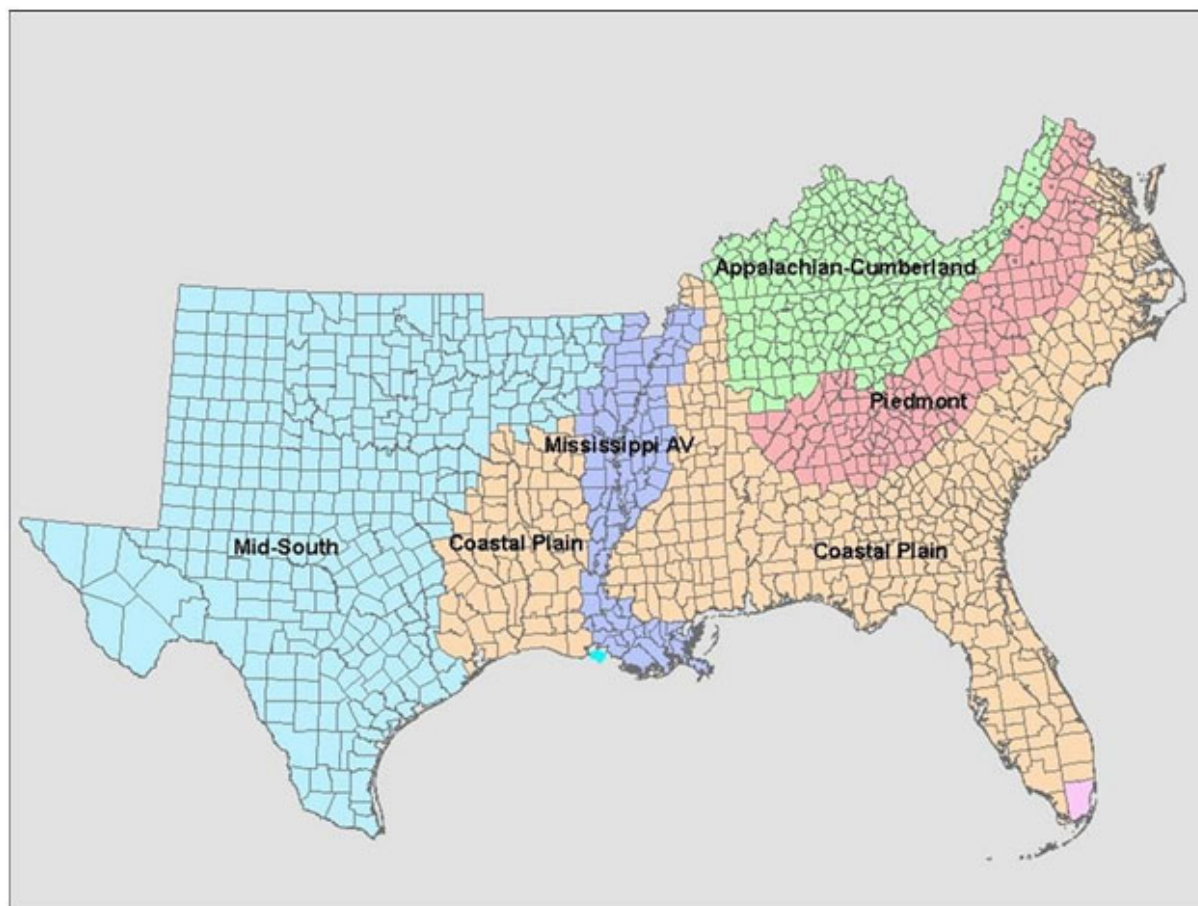 Appalachian-Cumberland
Piedmont
Mississippi AV
Mid-South
Coastal Plain
Coastal Plain